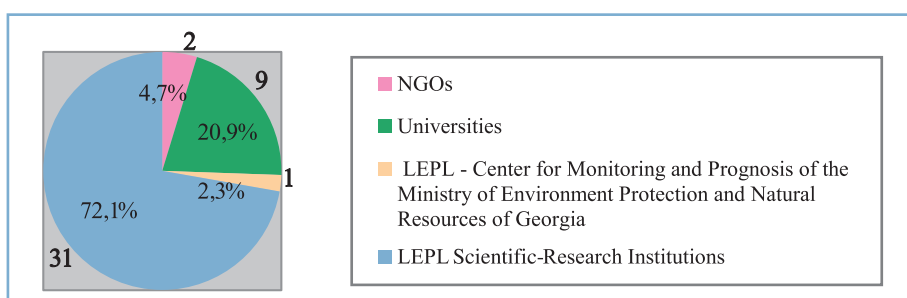 2
4,7%
9
20,9%
1
2,3%
72,1%
31
NGOs
Universities
LEPL - Center for Monitoring and Prognosis of the
Ministry of Environment Protection and Natural
Resources of Georgia
LEPL Scientific-Research Institutions